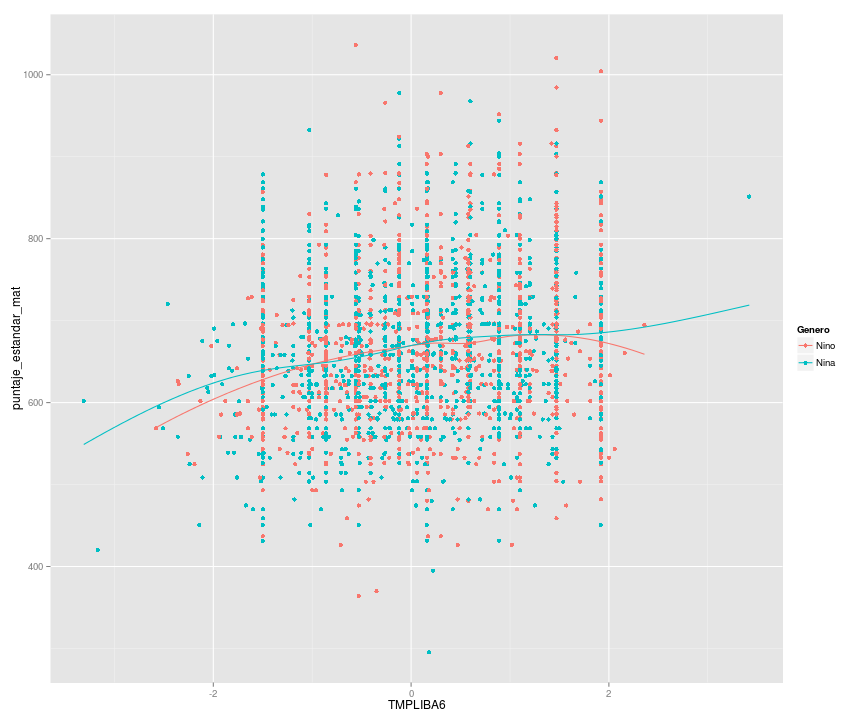 1000
800
600
400
puntaje_estandar_mat
-2
0
2
TMPLIBA6
Genero
Nino
Nina